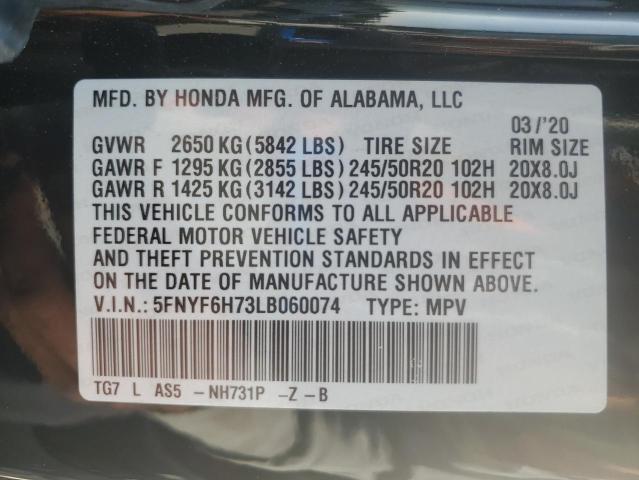 MFD. BY HONDA MFG. OF ALABAMA, LLC
03/'20
GVWR 2650 KG(5842 LBS) TIRE SIZE RIM SIZE
GAWR F 1295 KG(2855 LBS)245/50R20 102H 20X8.0J
GAWR R 1425 KG(3142 LBS)245/50R20 102H 20X8.0J
THIS VEHICLE CONFORMS TO ALL APPLICABLE
FEDERAL MOTOR VEHICLE SAFETY
AND THEFT PREVENTION STANDARDS IN EFFECT
ON THE DATE OF MANUFACTURE SHOWN ABOVE.
V.I.N.: 5FNYF6H73LB060074 TYPE: MPV
TG7 L AS5 -NH731P -Z -B